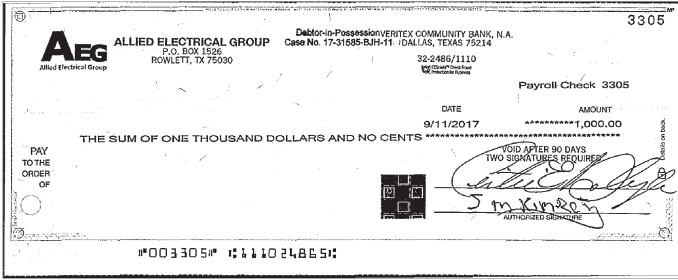 3305
AEG
Allied Electrical Group
ALLIED ELECTRICAL GROUP
P.O. BOX 1526
ROWLETT, TX 75030
Debtor-in-Possession
Case No. 17-31585-BJH-11
VERITEX COMMUNITY BANK, N.A.
DALLAS, TEXAS 75214
32-2486/1110
Payroll Check 3305
DATE AMOUNT
9/11/2017 **********1,000.00
THE SUM OF ONE THOUSAND DOLLARS AND NO CENTS ****************************************
PAY
TO THE
ORDER
OF
VOID AFTER 90 DAYS
TWO SIGNATURES REQUIRED
AUTHORIZED SIGNATURE
Details on back.
⑈003305⑈ ⑆111024865⑆